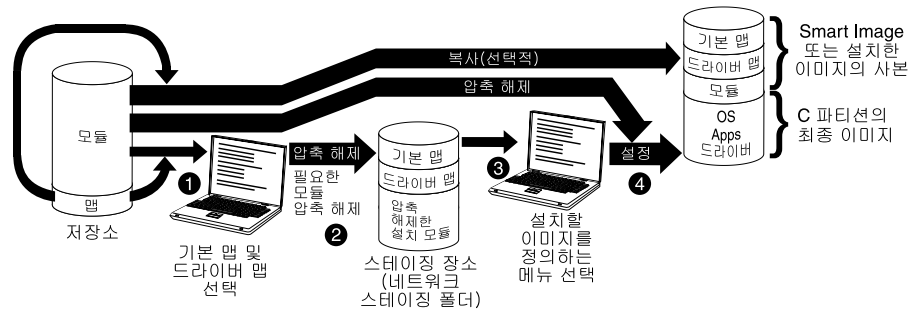 모듈
맵
저장소
❶
기본 맵 및
드라이버 맵
선택
복사(선택적)
압축 해제
압축 해제
필요한
모듈
압축 해제
❷
기본 맵
드라이버 맵
압축
해제한
설치 모듈
스테이징 장소
(네트워크
스테이징 폴더)
❸
설치할
이미지를
정의하는
메뉴 선택
설정
❹
기본 맵
드라이버 맵
모듈
OS
Apps
드라이버
Smart Image
또는 설치한
이미지의 사본
C 파티션의
최종 이미지